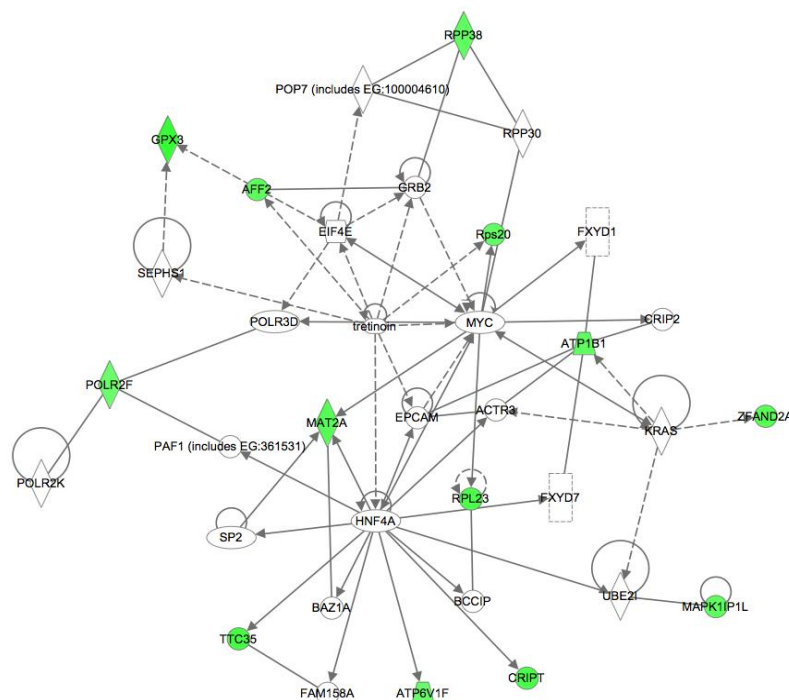 RPP38
POP7 (includes EG:100004610)
RPP30
GPX3
AFF2
GRB2
EIF4E
Rps20
FXYD1
SEPHS1
POLR3D
tretinoin
MYC
CRIP2
ATP1B1
POLR2F
MAT2A
EPCAM
ACTR3
KRAS
ZFAND2A
PAF1 (includes EG:361531)
POLR2K
RPL23
FXYD7
HNF4A
SP2
BAZ1A
BCCIP
UBE2I
MAPK1IP1L
TTC35
CRIPT
FAM158A
ATP6V1F